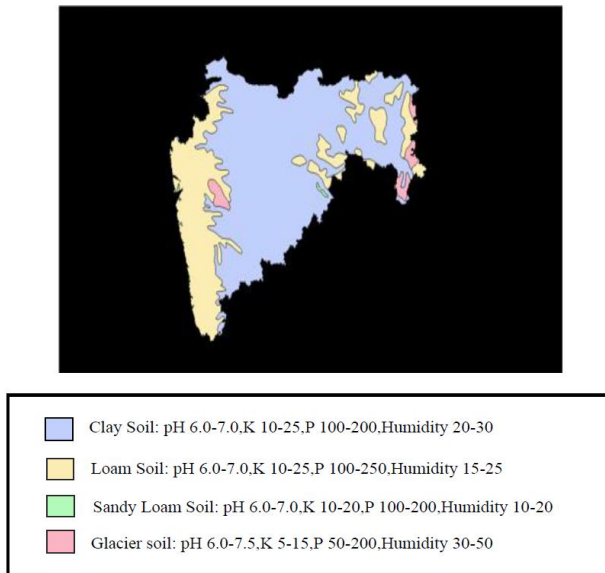 Clay Soil: pH 6.0-7.0,K 10-25,P 100-200,Humidity 20-30
Loam Soil: pH 6.0-7.0,K 10-25,P 100-250,Humidity 15-25
Sandy Loam Soil: pH 6.0-7.0,K 10-20,P 100-200,Humidity 10-20
Glacier soil: pH 6.0-7.5,K 5-15,P 50-200,Humidity 30-50